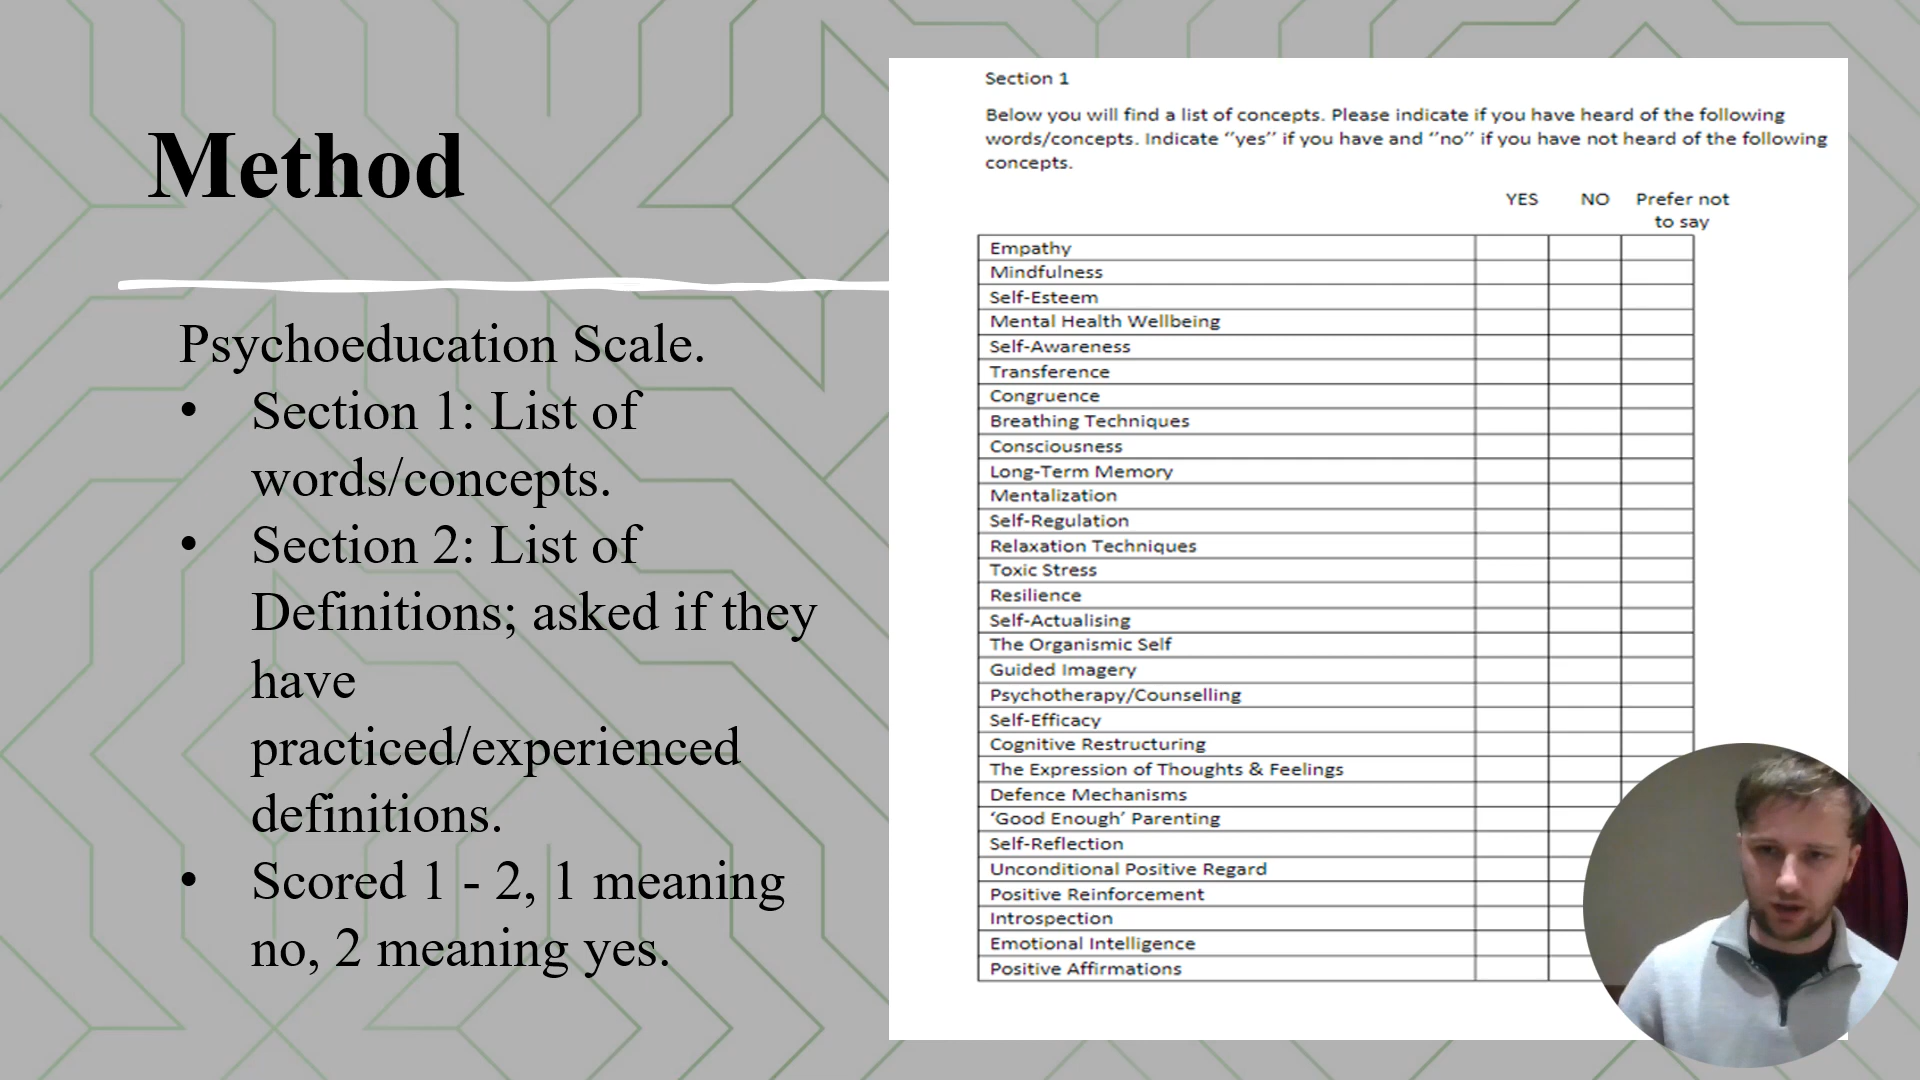 Method
Psychoeducation Scale.
• Section 1: List of
words/concepts.
• Section 2: List of
Definitions; asked if they
have
practiced/experienced
definitions.
• Scored 1 - 2, 1 meaning
no, 2 meaning yes.
Section 1
Below you will find a list of concepts. Please indicate if you have heard of the following
words/concepts. Indicate ‘’yes’’ if you have and ‘’no’’ if you have not heard of the following
concepts.
YES NO Prefer not
to say
Empathy
Mindfulness
Self-Esteem
Mental Health Wellbeing
Self-Awareness
Transference
Congruence
Breathing Techniques
Consciousness
Long-Term Memory
Mentalization
Self-Regulation
Relaxation Techniques
Toxic Stress
Resilience
Self-Actualising
The Organismic Self
Guided Imagery
Psychotherapy/Counselling
Self-Efficacy
Cognitive Restructuring
The Expression of Thoughts & Feelings
Defence Mechanisms
‘Good Enough’ Parenting
Self-Reflection
Unconditional Positive Regard
Positive Reinforcement
Introspection
Emotional Intelligence
Positive Affirmations